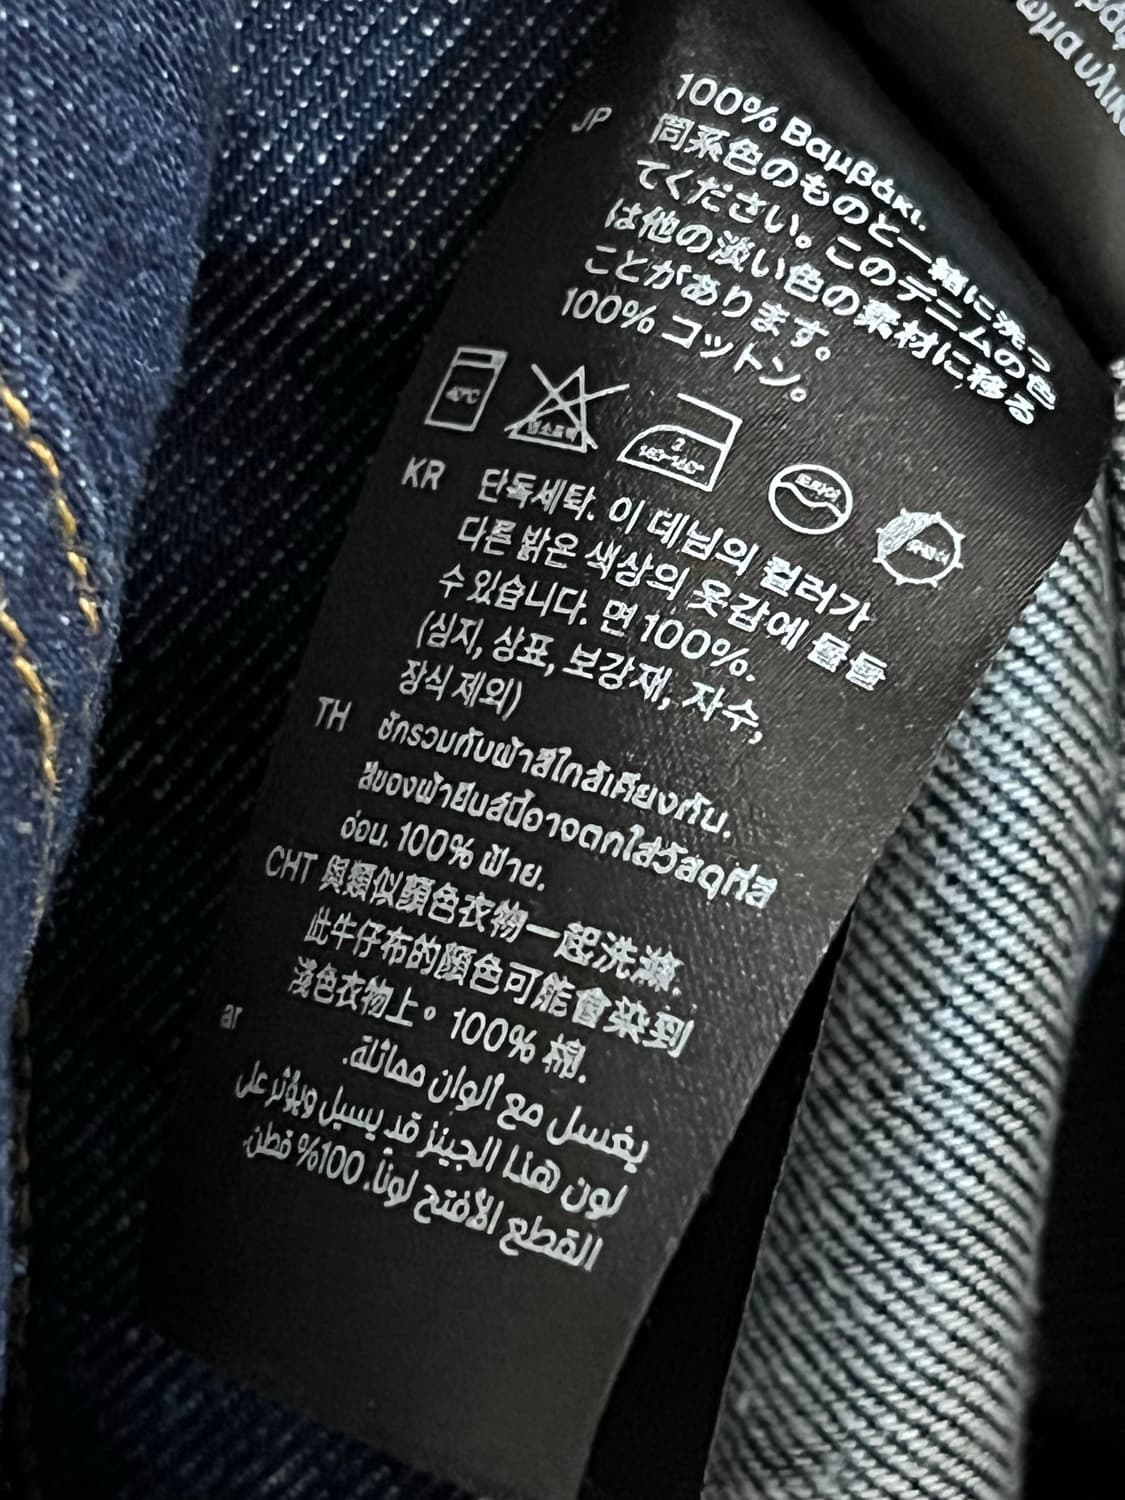 100% Βαμβάκι.
JP 同系色のものと一緒に洗っ
てください。このデニムの色
は他の淡い色の素材に移る
ことがあります。
100% コットン。
40°C
드라이
KR 단독세탁. 이 데님의 컬러가
다른 밝은 색상의 옷감에 물들
수 있습니다. 면 100%.
(심지, 상표, 보강재, 자수,
장식 제외)
TH ซักรวมกับผ้าสีใกล้เคียงกัน.
สีของผ้ายีนส์นี้อาจตกใส่วัสดุที่สี
อ่อน. 100% ฝ้าย.
CHT 與類似顏色衣物一起洗滌.
此牛仔布的顏色可能會染到
淺色衣物上。100% 棉.
ar يغسل مع ألوان مماثلة.
لون هذا الجينز قد يسيل ويؤثر على
القطع الأفتح لونًا. 100% قطن.